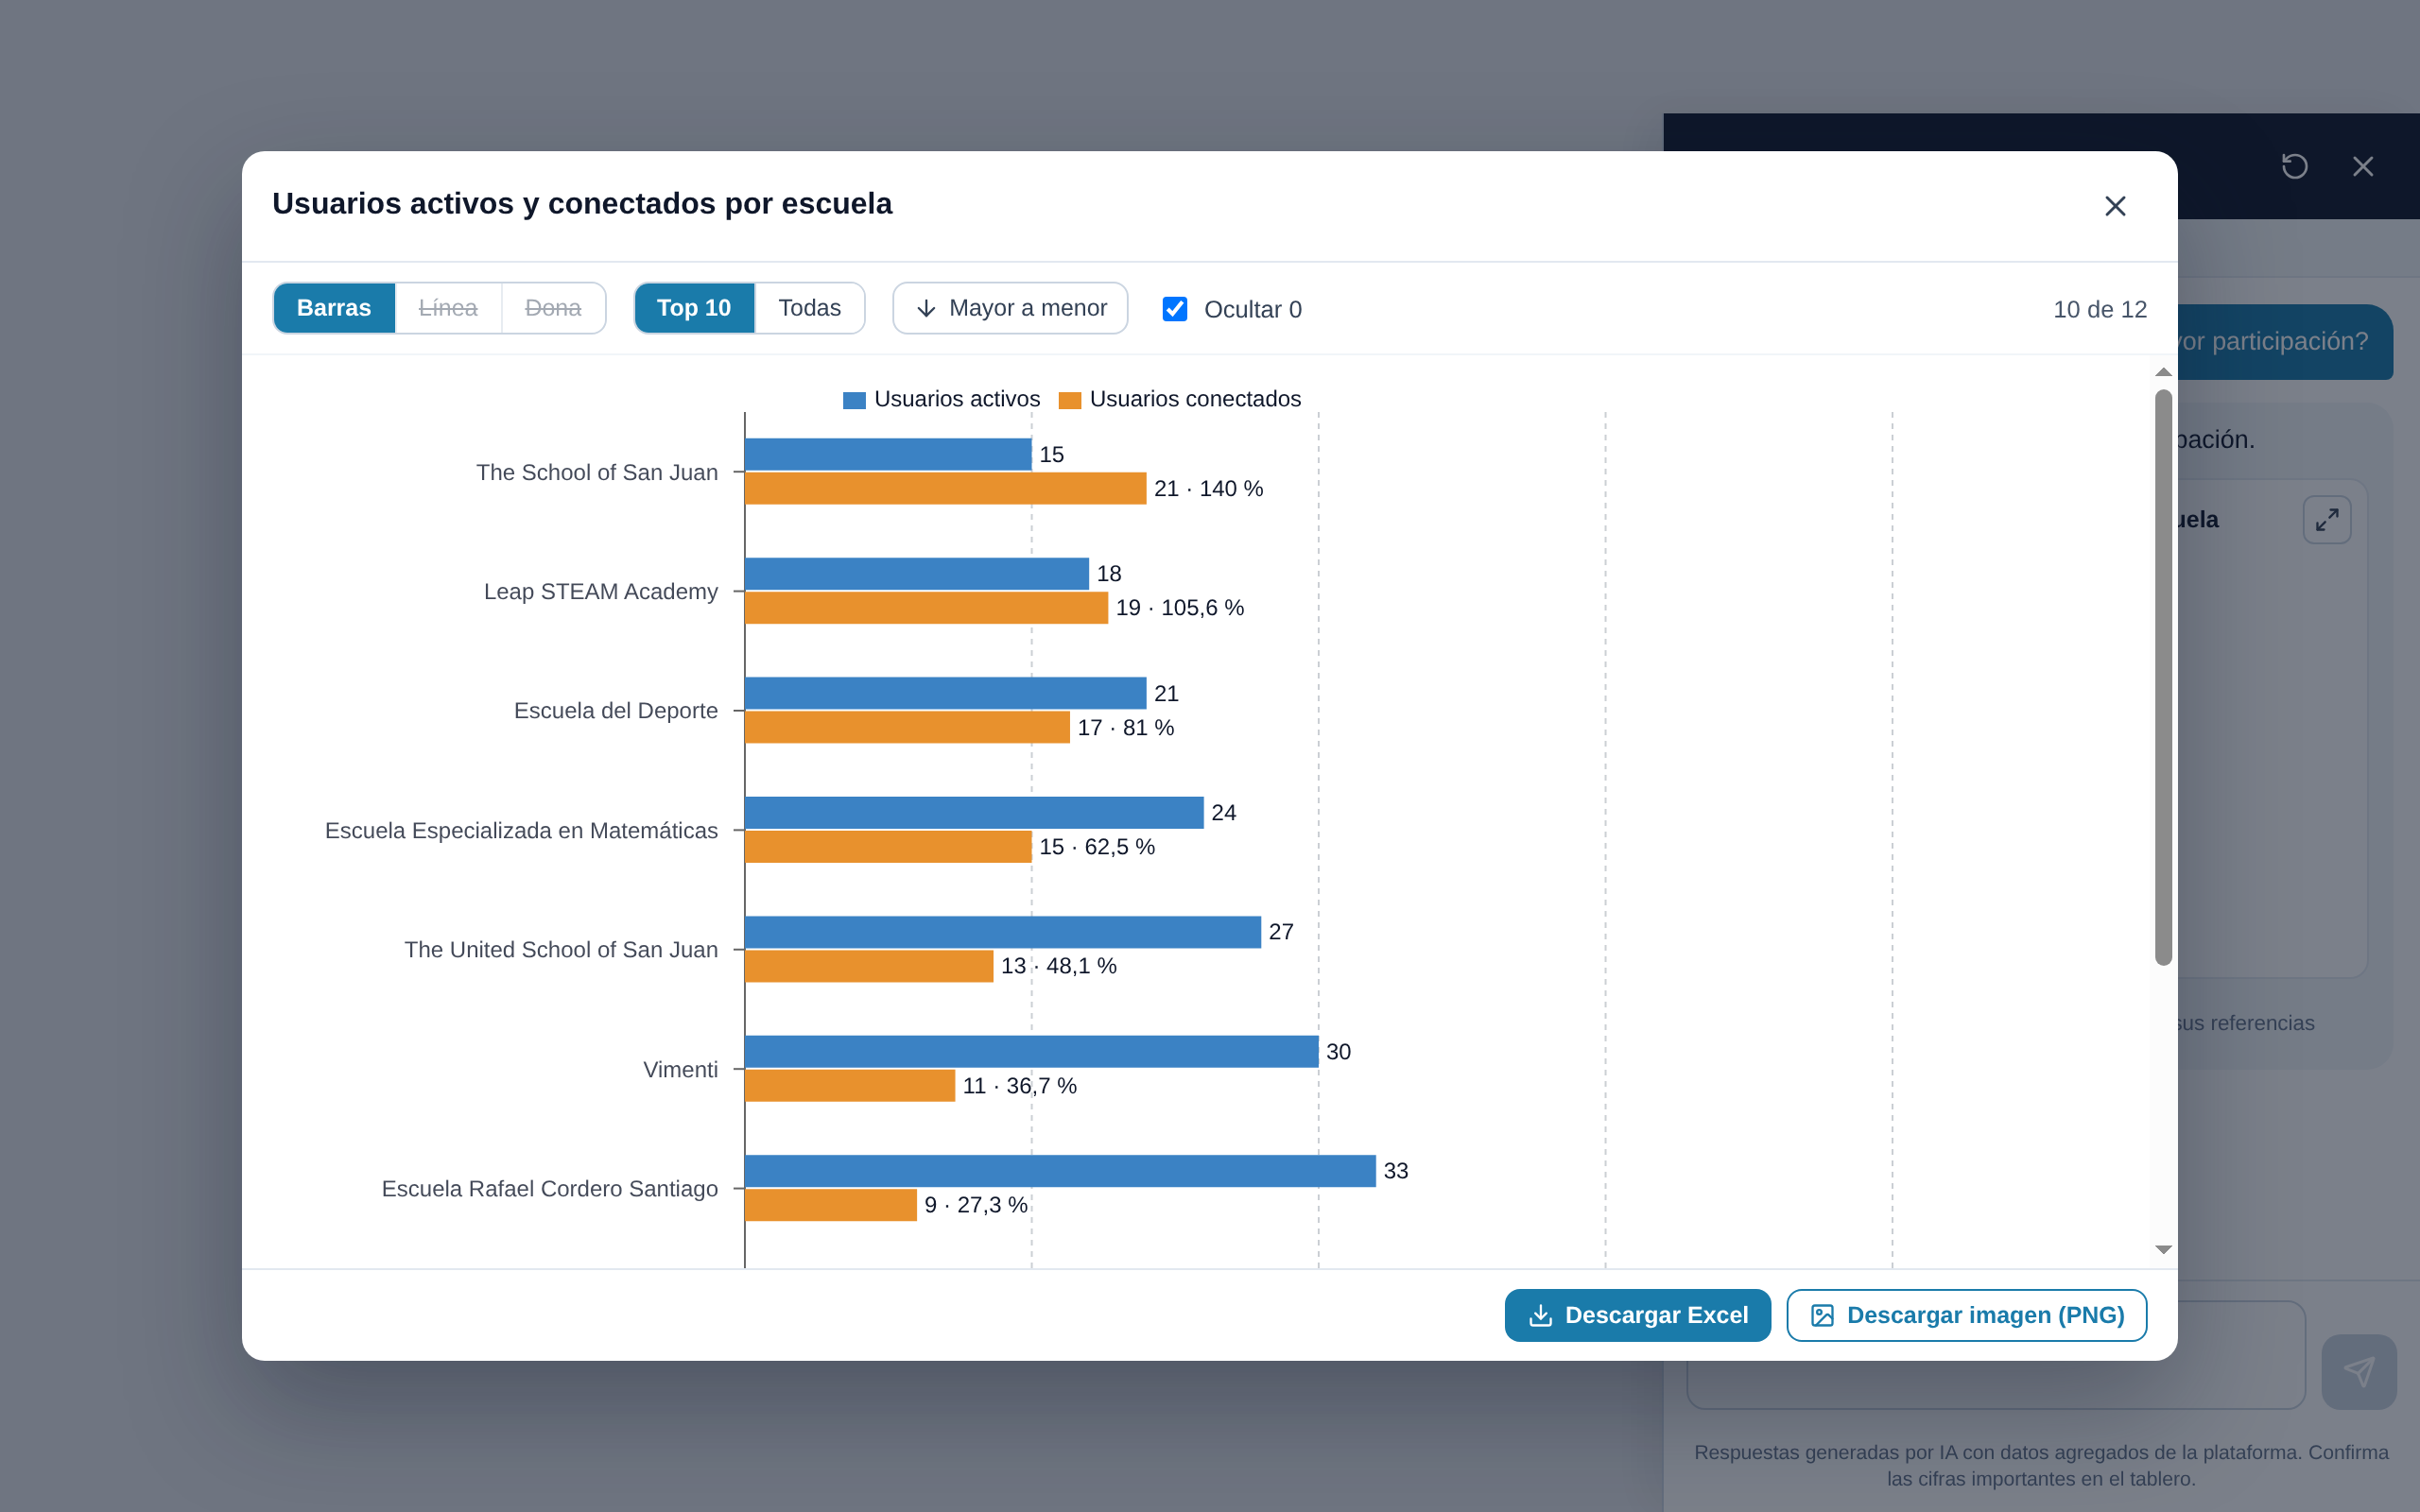 Usuarios activos y conectados por escuela
Barras Línea Dona Top 10 Todas Mayor a menor Ocultar 0 10 de 12
Usuarios activos Usuarios conectados
The School of San Juan
15
21 · 140 %
Leap STEAM Academy
18
19 · 105,6 %
Escuela del Deporte
21
17 · 81 %
Escuela Especializada en Matemáticas
24
15 · 62,5 %
The United School of San Juan
27
13 · 48,1 %
Vimenti
30
11 · 36,7 %
Escuela Rafael Cordero Santiago
33
9 · 27,3 %
Descargar Excel Descargar imagen (PNG)
participación?
sus referencias
Respuestas generadas por IA con datos agregados de la plataforma. Confirma
las cifras importantes en el tablero.